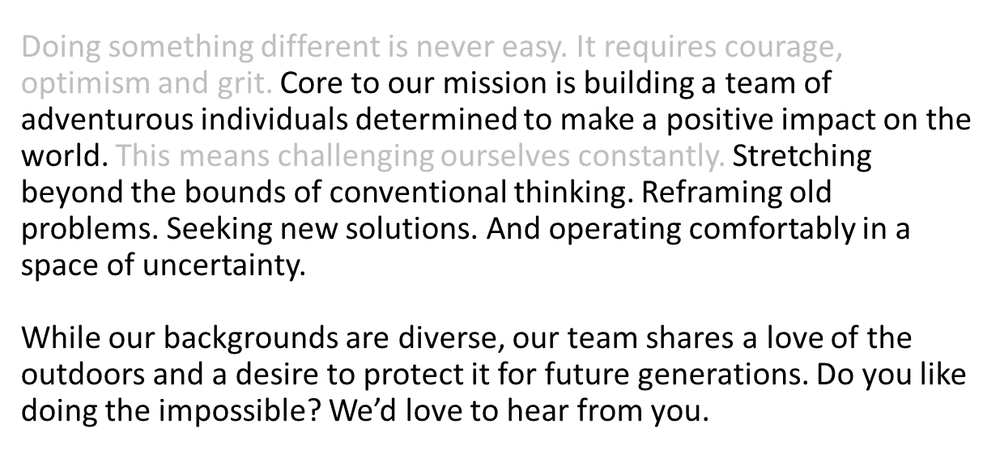 Doing something different is never easy. It requires courage,
optimism and grit. Core to our mission is building a team of
adventurous individuals determined to make a positive impact on the
world. This means challenging ourselves constantly. Stretching
beyond the bounds of conventional thinking. Reframing old
problems. Seeking new solutions. And operating comfortably in a
space of uncertainty.
While our backgrounds are diverse, our team shares a love of the
outdoors and a desire to protect it for future generations. Do you like
doing the impossible? We’d love to hear from you.